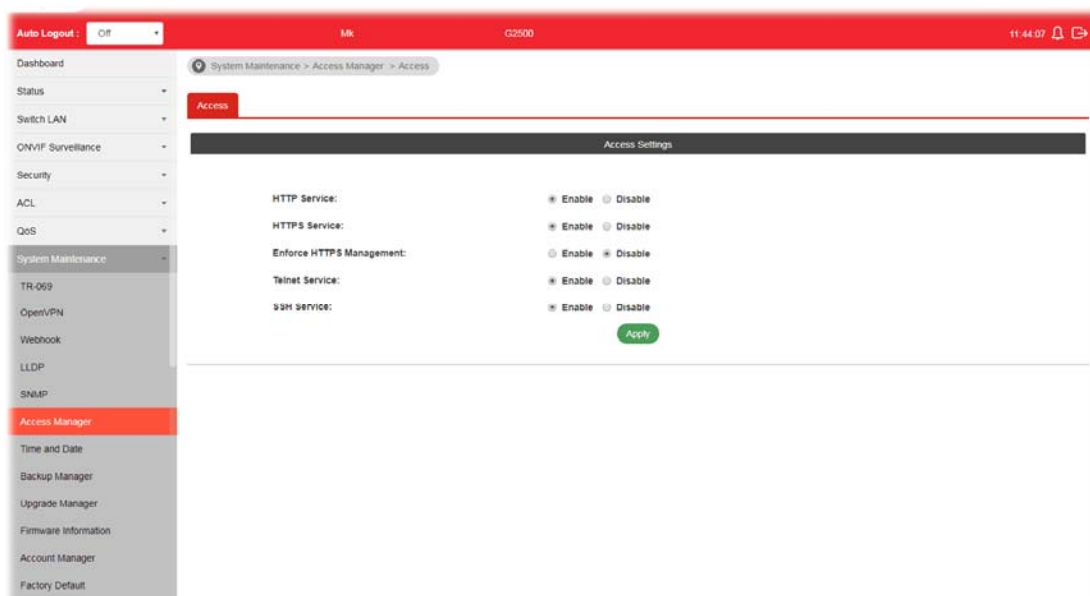 Auto Logout : Off Mk G2500 11:44:07
Dashboard
Status
Switch LAN
ONVIF Surveillance
Security
ACL
QoS
System Maintenance
TR-069
OpenVPN
Webhook
LLDP
SNMP
Access Manager
Time and Date
Backup Manager
Upgrade Manager
Firmware Information
Account Manager
Factory Default
System Maintenance > Access Manager > Access
Access
Access Settings
HTTP Service: Enable Disable
HTTPS Service: Enable Disable
Enforce HTTPS Management: Enable Disable
Telnet Service: Enable Disable
SSH Service: Enable Disable
Apply